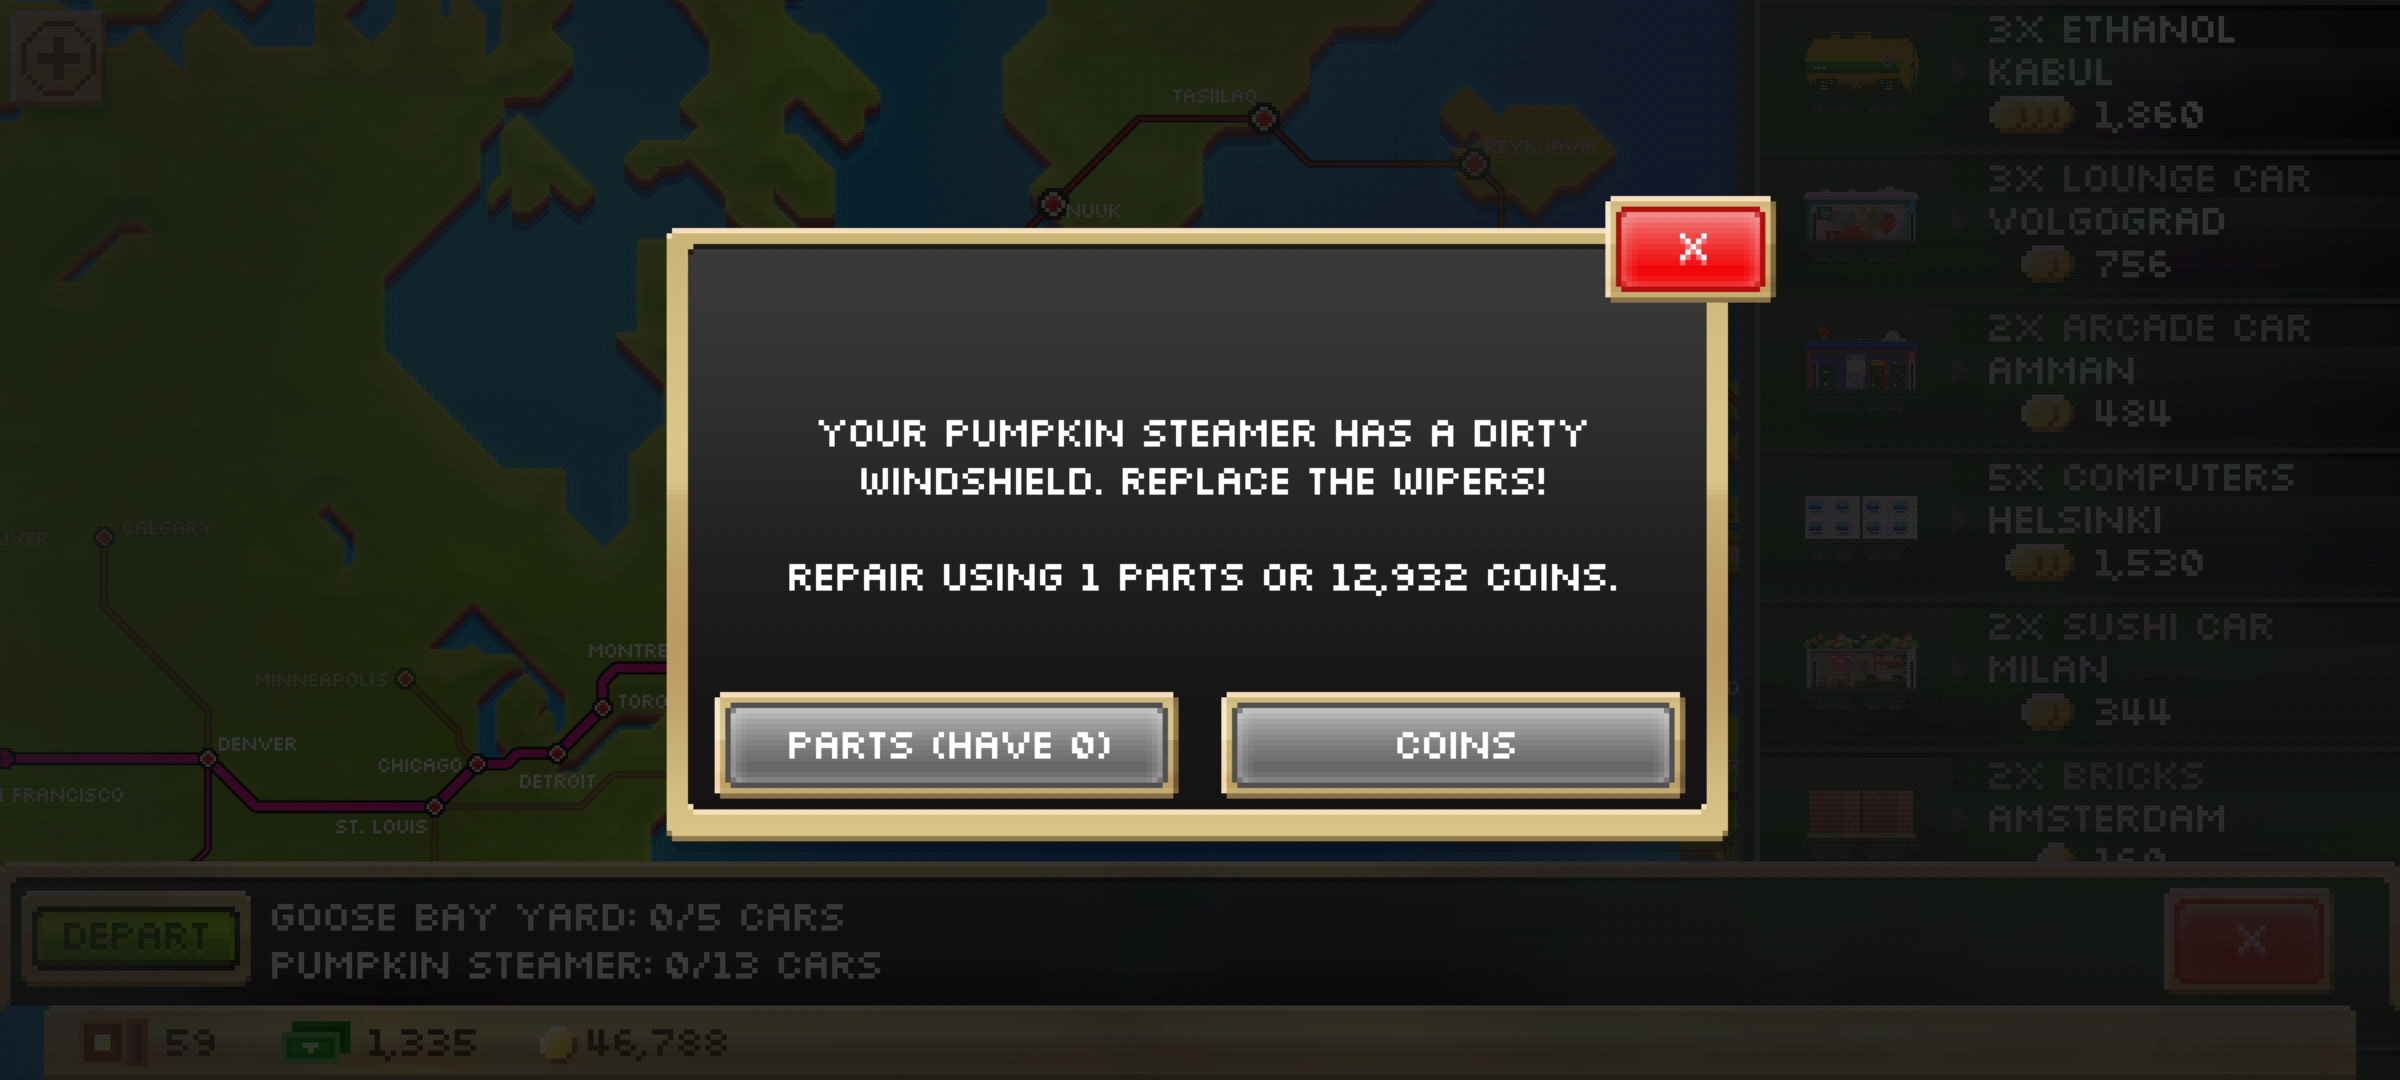 3X ETHANOL
KABUL
1,860
3X LOUNGE CAR
VOLGOGRAD
756
2X ARCADE CAR
AMMAN
484
5X COMPUTERS
HELSINKI
1,530
2X SUSHI CAR
MILAN
344
2X BRICKS
AMSTERDAM
160
TASIILAQ
REYKJAVIK
NUUK
X
YOUR PUMPKIN STEAMER HAS A DIRTY
WINDSHIELD. REPLACE THE WIPERS!
REPAIR USING 1 PARTS OR 12,932 COINS.
PARTS (HAVE 0)
COINS
UVER
CALGARY
MINNEAPOLIS
MONTRE
TORO
DENVER
CHICAGO
DETROIT
FRANCISCO
ST. LOUIS
DEPART
GOOSE BAY YARD: 0/5 CARS
PUMPKIN STEAMER: 0/13 CARS
X
59
1,335
46,788